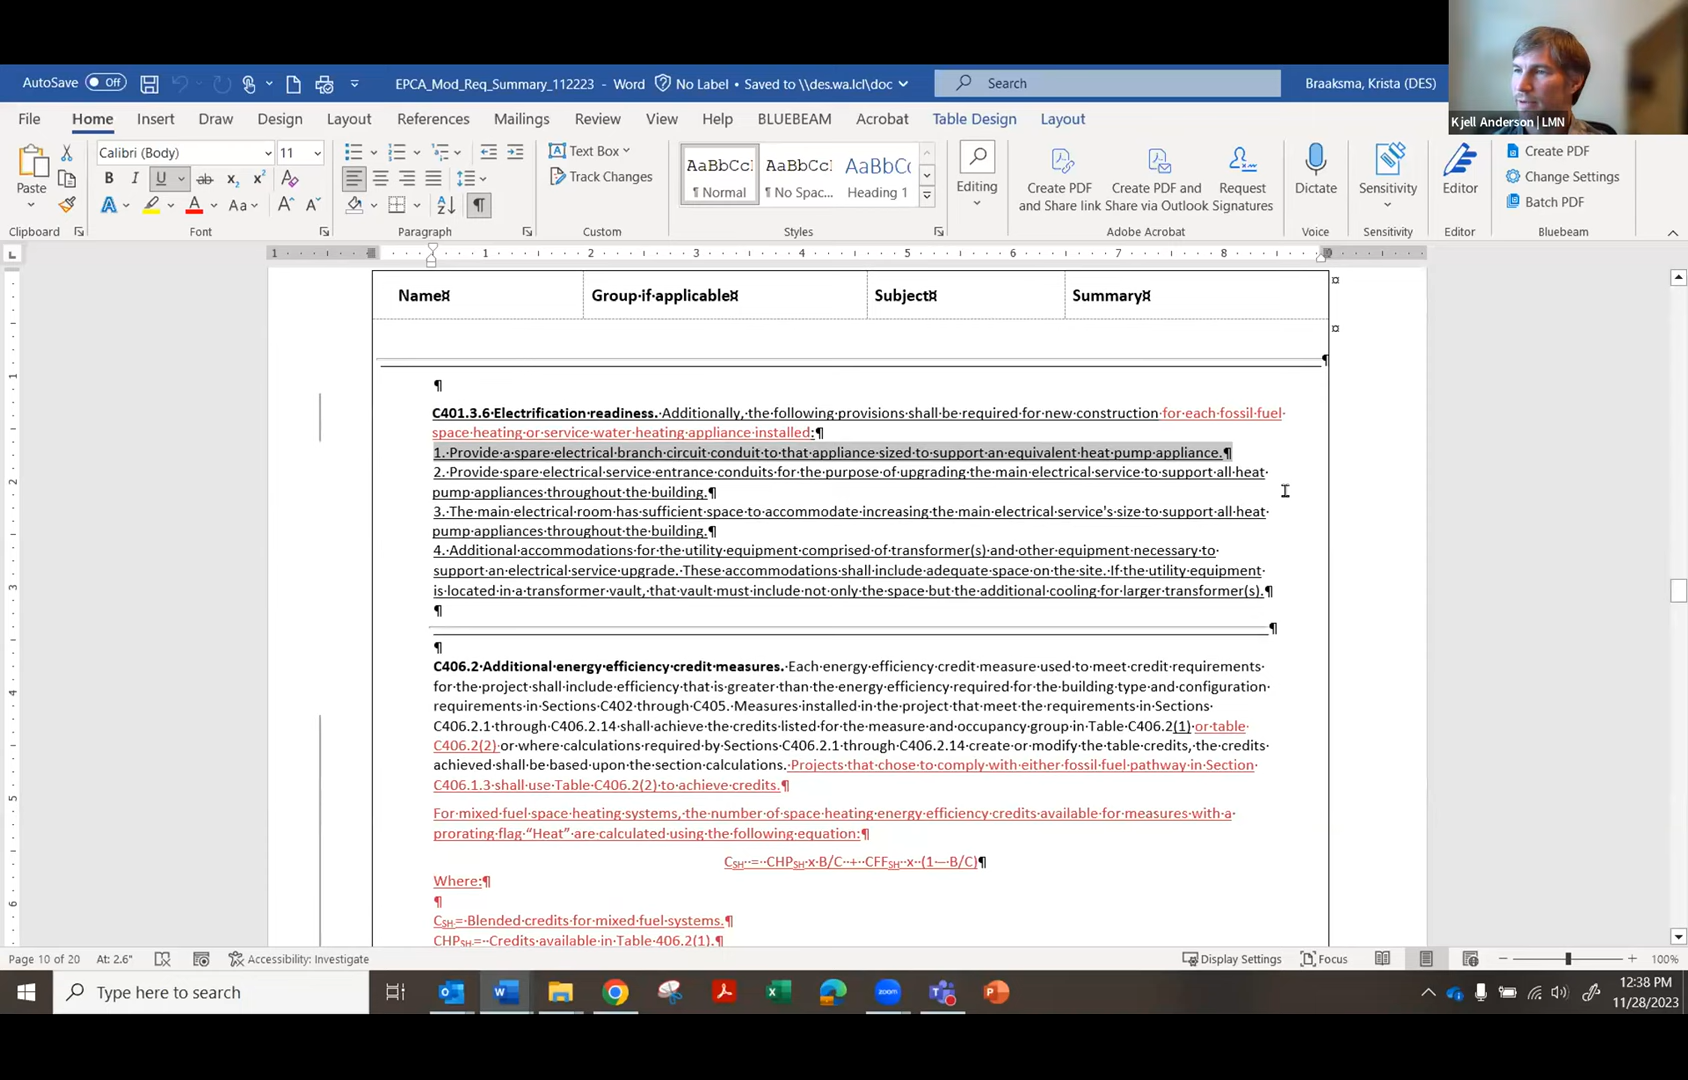 AutoSave Off EPCA_Mod_Req_Summary_112223 - Word No Label • Saved to \\des.wa.lcl\doc Search Braaksma, Krista (DES)
Kjell Anderson | LMN
File Home Insert Draw Design Layout References Mailings Review View Help BLUEBEAM Acrobat Table Design Layout
Paste
Clipboard
Calibri (Body) 11
Font
Paragraph
Text Box
Track Changes
Custom
AaBbCcI AaBbCcI AaBbC(
¶ Normal ¶ No Spac... Heading 1
Styles
Editing
Create PDF and Share link
Create PDF and Share via Outlook
Request Signatures
Adobe Acrobat
Dictate
Voice
Sensitivity
Sensitivity
Editor
Editor
Create PDF
Change Settings
Batch PDF
Bluebeam
1 1 2 3 4 5 6 7 8
Name¤ Group·if·applicable¤ Subject¤ Summary¤
C401.3.6·Electrification·readiness.·Additionally,·the·following·provisions·shall·be·required·for·new·construction·for·each·fossil·fuel·
space·heating·or·service·water·heating·appliance·installed:¶
1.·Provide·a·spare·electrical·branch·circuit·conduit·to·that·appliance·sized·to·support·an·equivalent·heat·pump·appliance.¶
2.·Provide·spare·electrical·service·entrance·conduits·for·the·purpose·of·upgrading·the·main·electrical·service·to·support·all·heat·
pump·appliances·throughout·the·building.¶
3.·The·main·electrical·room·has·sufficient·space·to·accommodate·increasing·the·main·electrical·service's·size·to·support·all·heat·
pump·appliances·throughout·the·building.¶
4.·Additional·accommodations·for·the·utility·equipment·comprised·of·transformer(s)·and·other·equipment·necessary·to·
support·an·electrical·service·upgrade.·These·accommodations·shall·include·adequate·space·on·the·site.·If·the·utility·equipment·
is·located·in·a·transformer·vault,·that·vault·must·include·not·only·the·space·but·the·additional·cooling·for·larger·transformer(s).¶
C406.2·Additional·energy·efficiency·credit·measures.·Each·energy·efficiency·credit·measure·used·to·meet·credit·requirements·
for·the·project·shall·include·efficiency·that·is·greater·than·the·energy·efficiency·required·for·the·building·type·and·configuration·
requirements·in·Sections·C402·through·C405.·Measures·installed·in·the·project·that·meet·the·requirements·in·Sections·
C406.2.1·through·C406.2.14·shall·achieve·the·credits·listed·for·the·measure·and·occupancy·group·in·Table·C406.2(1)·or·table·
C406.2(2)·or·where·calculations·required·by·Sections·C406.2.1·through·C406.2.14·create·or·modify·the·table·credits,·the·credits·
achieved·shall·be·based·upon·the·section·calculations.·Projects·that·chose·to·comply·with·either·fossil·fuel·pathway·in·Section·
C406.1.3·shall·use·Table·C406.2(2)·to·achieve·credits.¶
For·mixed·fuel·space·heating·systems,·the·number·of·space·heating·energy·efficiency·credits·available·for·measures·with·a·
prorating·flag·“Heat”·are·calculated·using·the·following·equation:¶
CSH·=·CHPSH·x·B/C·+·CFFSH·x·(1·–·B/C)¶
Where:¶
CSH·=·Blended·credits·for·mixed·fuel·systems.¶
CHPSH·=·Credits·available·in·Table·406.2(1).¶
Page 10 of 20 At: 2.6" Accessibility: Investigate Display Settings Focus 100%
Type here to search
zoom
12:38 PM
11/28/2023